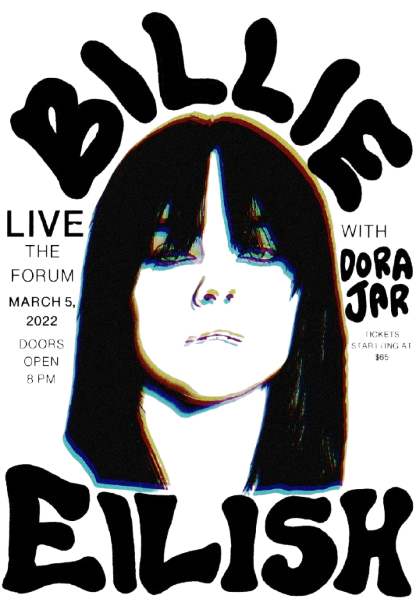 BILLIE
LIVE
THE
FORUM
MARCH 5,
2022
DOORS
OPEN
8 PM
WITH
DORA
JAR
TICKETS
STARTING AT
$65
EILISH